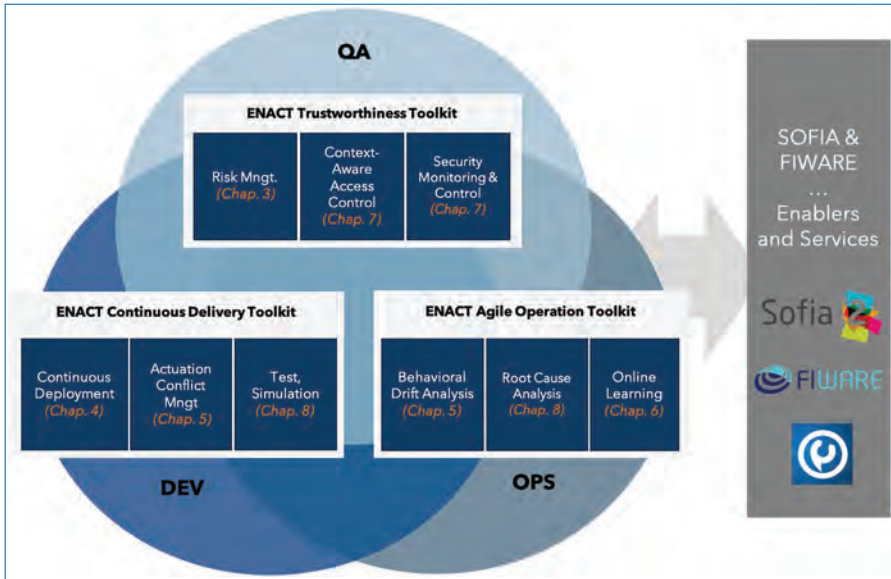 QA
ENACT Trustworthiness Toolkit
Risk Mngt.
(Chap. 3)
Context-
Aware
Access
Control
(Chap. 7)
Security
Monitoring &
Control
(Chap. 7)
ENACT Continuous Delivery Toolkit
Continuous
Deployment
(Chap. 4)
Actuation
Conflict
Mngt
(Chap. 5)
Test,
Simulation
(Chap. 8)
DEV
ENACT Agile Operation Toolkit
Behavioral
Drift Analysis
(Chap. 5)
Root Cause
Analysis
(Chap. 8)
Online
Learning
(Chap. 6)
OPS
SOFIA &
FIWARE
...
Enablers
and Services
Sofia 2
FIWARE